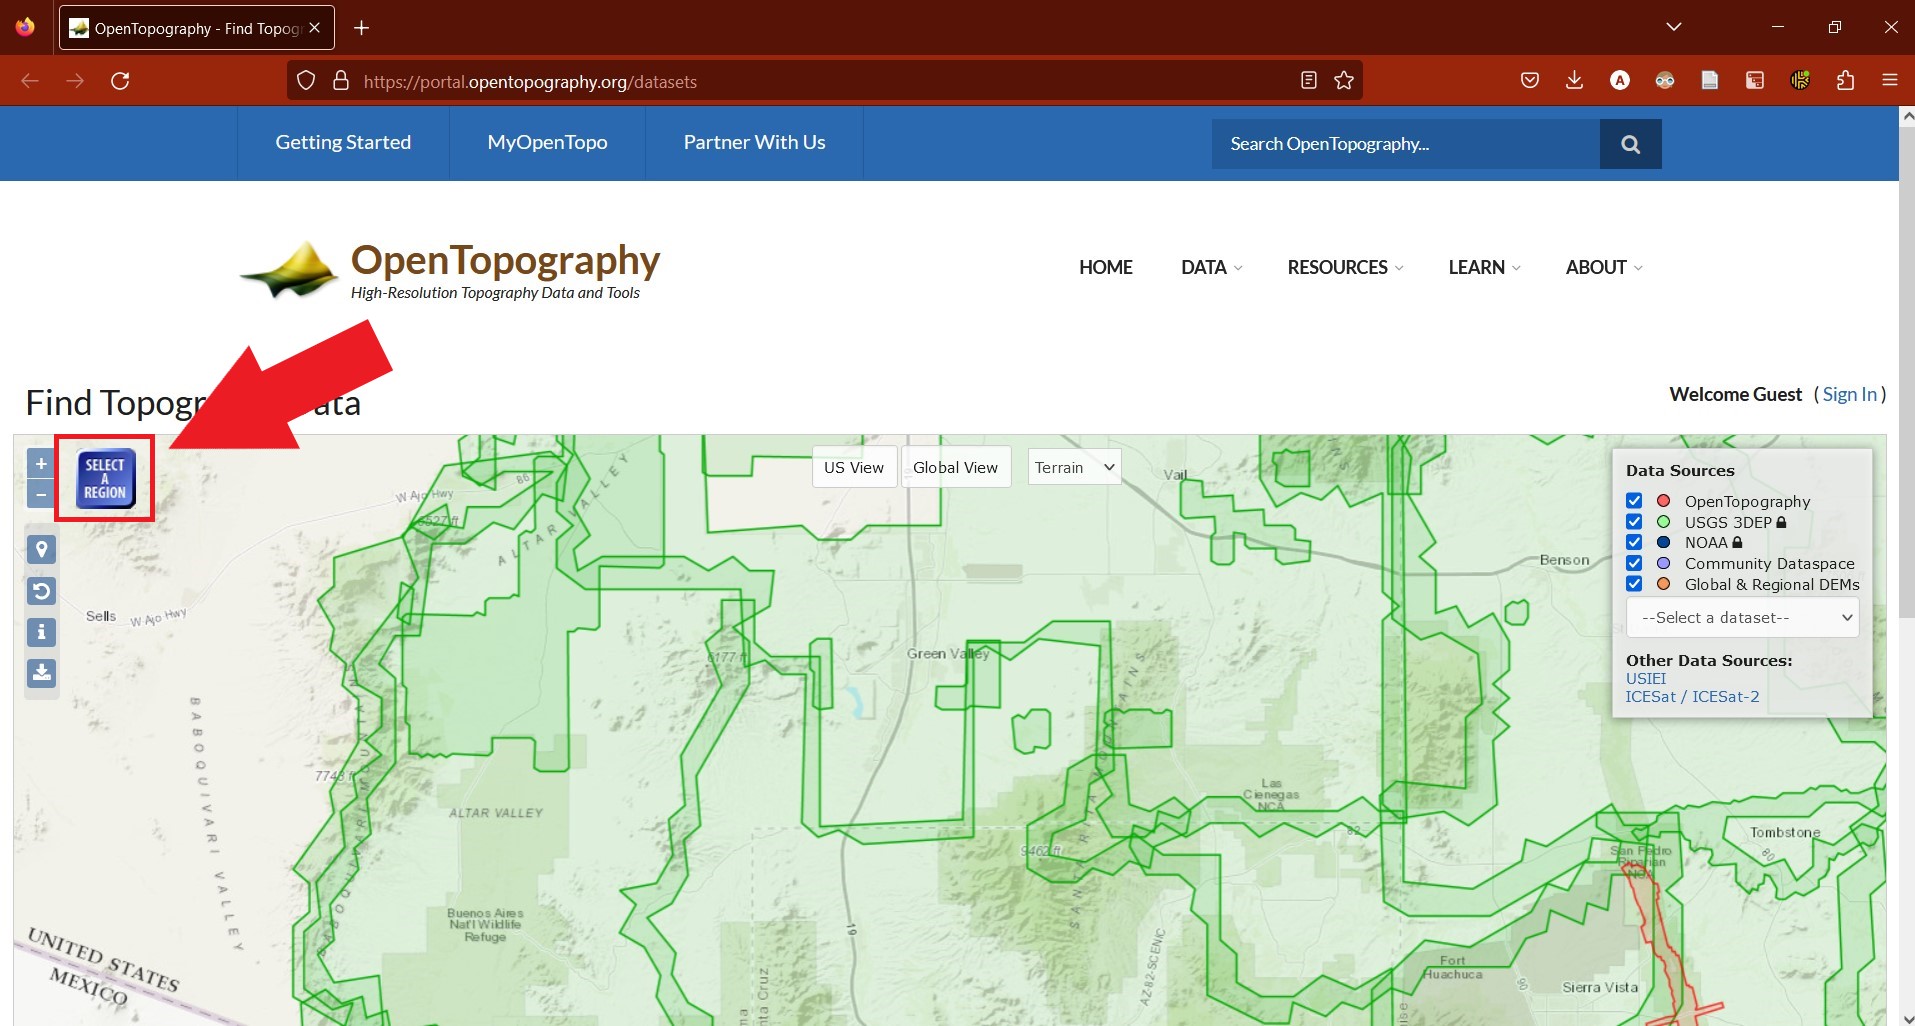 OpenTopography - Find Topogr
https://portal.opentopography.org/datasets
Getting Started
MyOpenTopo
Partner With Us
Search OpenTopography...
OpenTopography
High-Resolution Topography Data and Tools
HOME
DATA
RESOURCES
LEARN
ABOUT
Find Topogr
ata
Welcome Guest ( Sign In )
+
−
SELECT
A
REGION
US View
Global View
Terrain
Data Sources
OpenTopography
USGS 3DEP
NOAA
Community Dataspace
Global & Regional DEMs
--Select a dataset--
Other Data Sources:
USIEI
ICESat / ICESat-2
W Ajo Hwy
86
ALTAR VALLEY
Vail
Benson
Sells
W Ajo Hwy
6177 ft
Green Valley
BABOQUIVARI VALLEY
7743 ft
ALTAR VALLEY
Las
Cienegas
NCA
82
9462 ft
Tombstone
80
San Pedro
Riparian
NCA
Buenos Aires
Nat'l Wildlife
Refuge
19
UNITED STATES
MEXICO
AZ-82-SCENIC
Fort
Huachuca
90
Sierra Vista